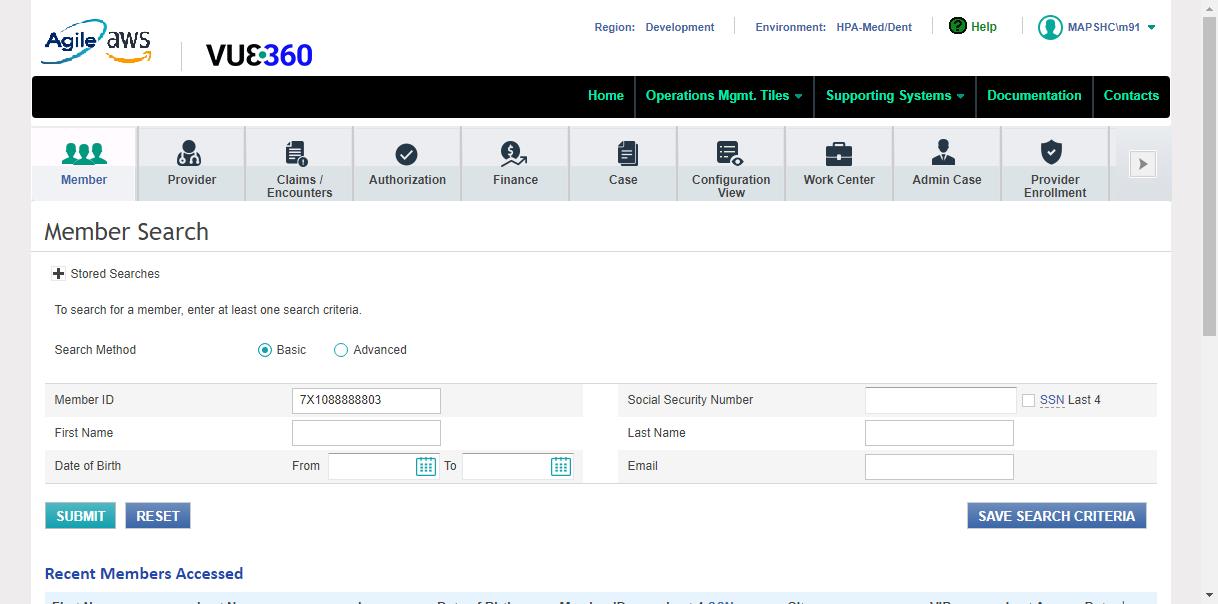 Agile aws
VUE360
Region: Development Environment: HPA-Med/Dent Help MAPSHC\m91
Home Operations Mgmt. Tiles Supporting Systems Documentation Contacts
Member Provider Claims / Encounters Authorization Finance Case Configuration View Work Center Admin Case Provider Enrollment
Member Search
Stored Searches
To search for a member, enter at least one search criteria.
Search Method Basic Advanced
Member ID 7X1088888803 Social Security Number SSN Last 4
First Name Last Name
Date of Birth From To Email
SUBMIT RESET SAVE SEARCH CRITERIA
Recent Members Accessed